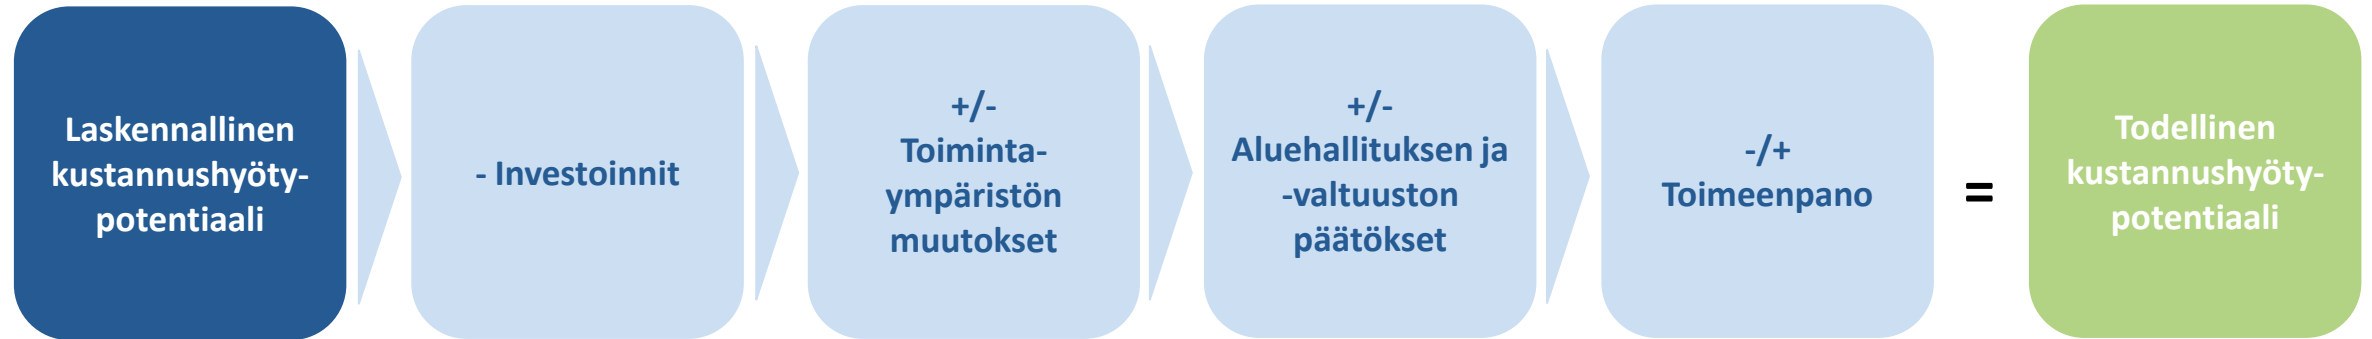 Laskennallinen
kustannushyöty-
potentiaali
- Investoinnit
+/-
Toiminta-
ympäristön
muutokset
+/-
Aluehallituksen ja
-valtuuston
päätökset
-/+
Toimeenpano
=
Todellinen
kustannushyöty-
potentiaali